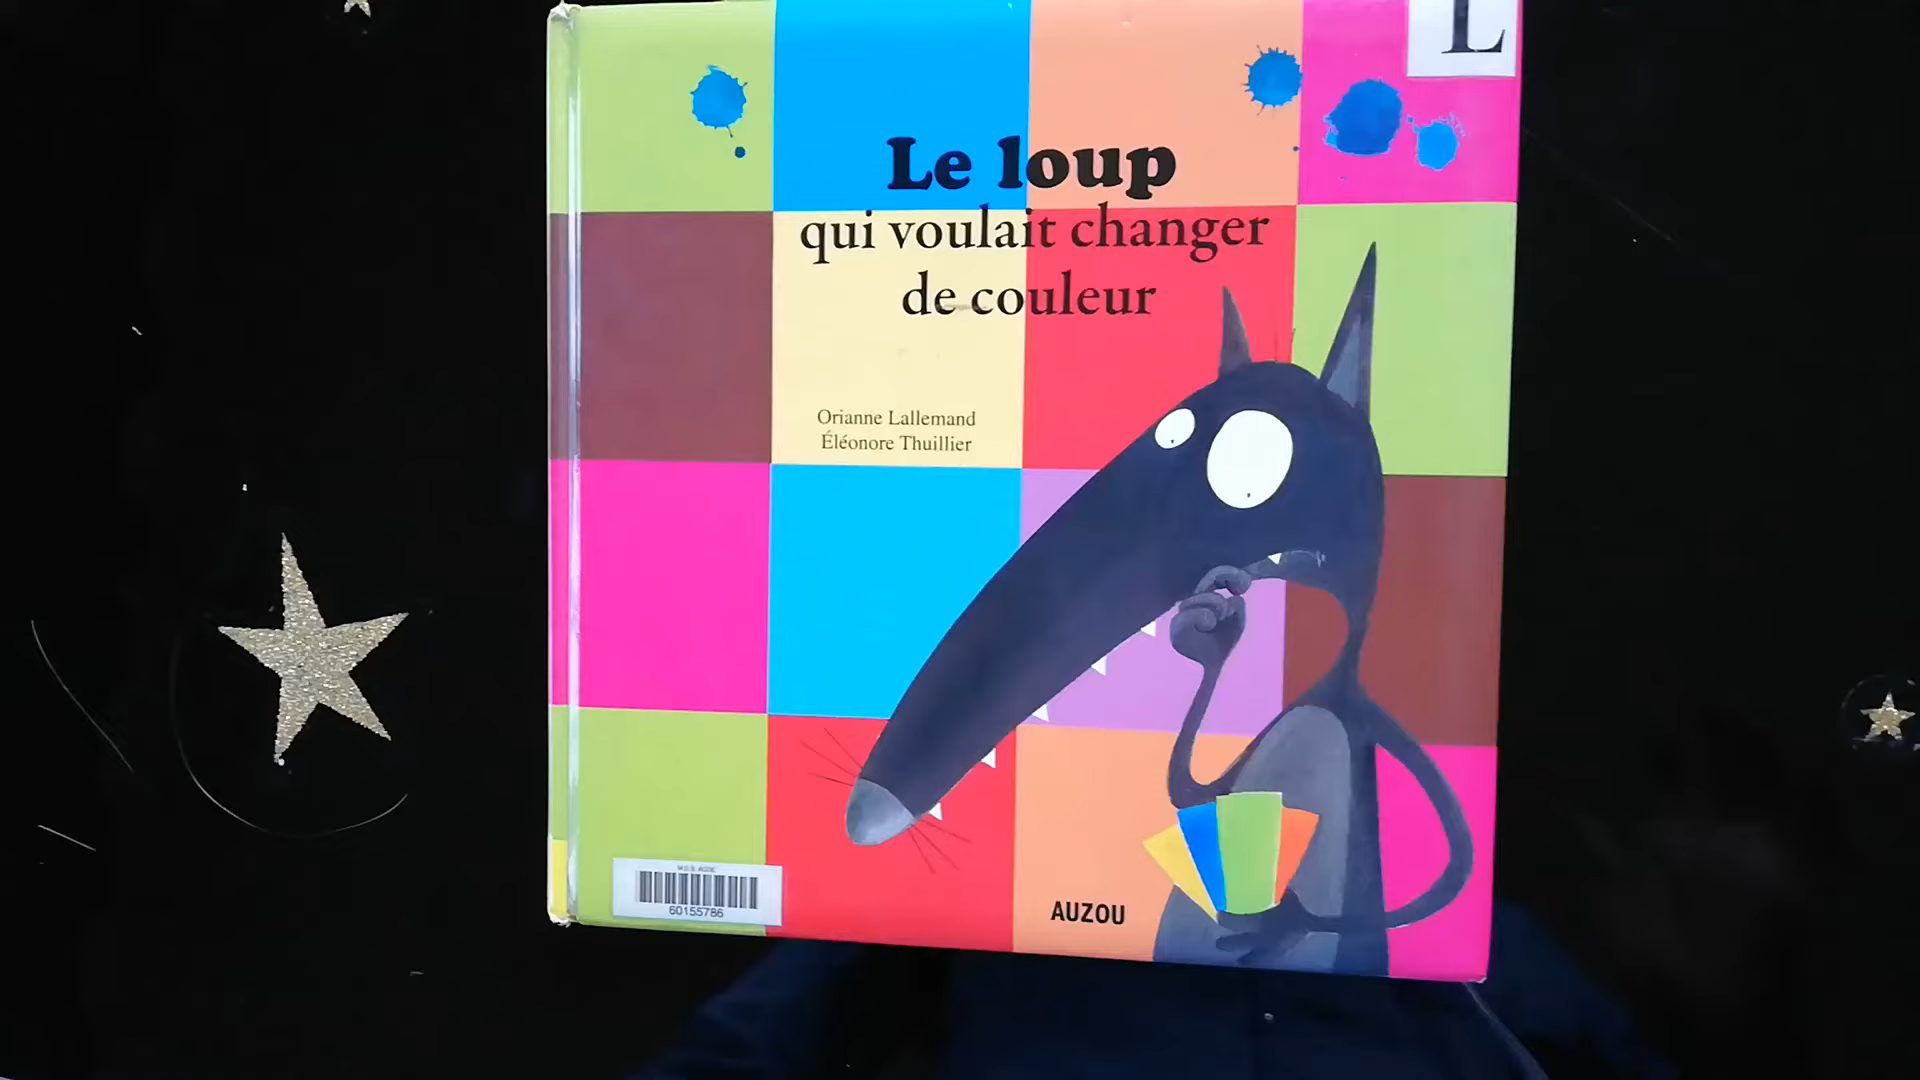 L
Le loup
qui voulait changer
de couleur
Orianne Lallemand
Éléonore Thuillier
60155786
AUZOU